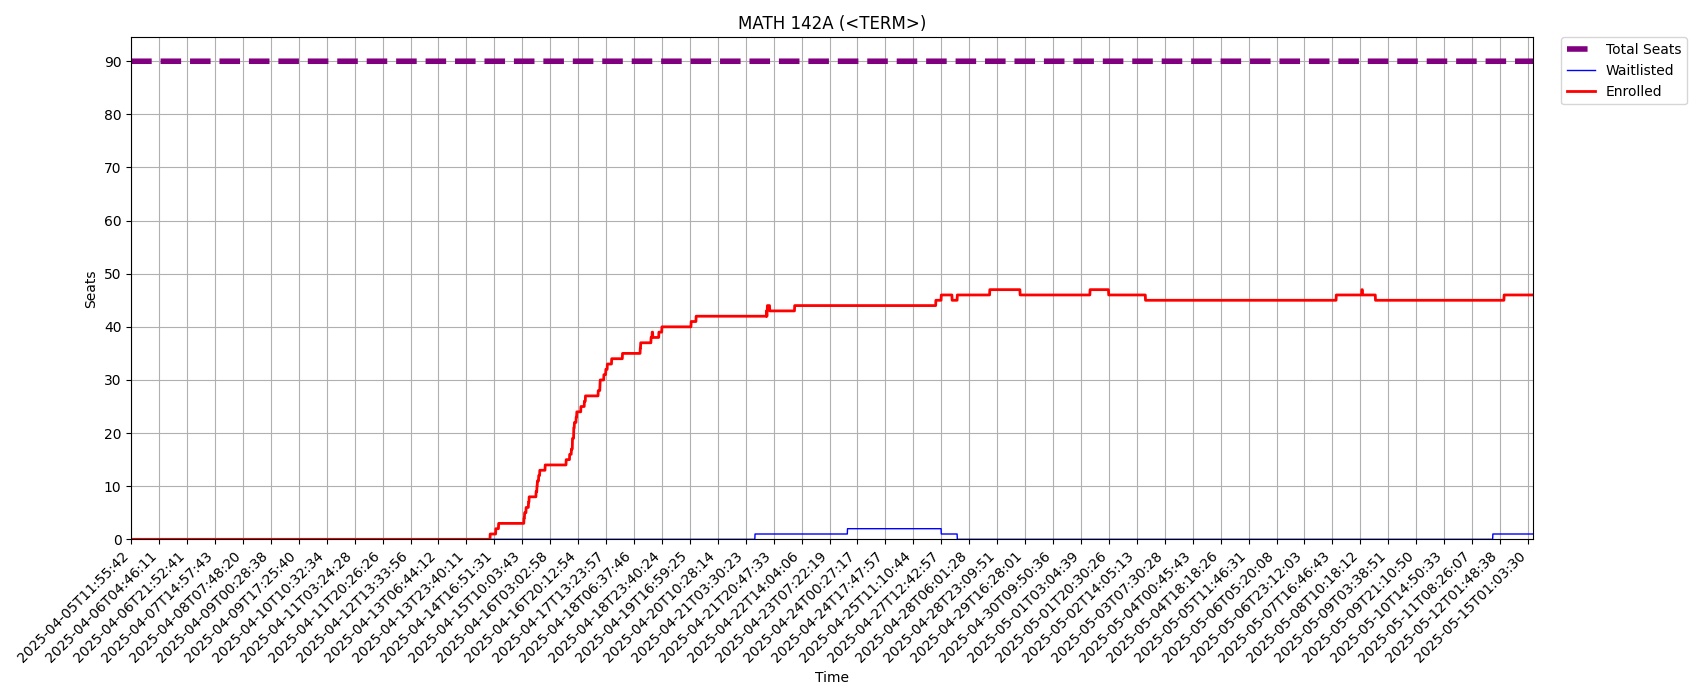 MATH 142A (<TERM>)
Total Seats
Waitlisted
Enrolled
Seats
90
80
70
60
50
40
30
20
10
0
2025-04-05T11:55:42
2025-04-06T04:46:11
2025-04-06T21:52:41
2025-04-07T14:57:43
2025-04-08T07:48:20
2025-04-09T00:28:38
2025-04-09T17:25:40
2025-04-10T10:32:34
2025-04-11T03:24:28
2025-04-11T20:26:26
2025-04-12T13:33:56
2025-04-13T06:44:12
2025-04-13T23:40:11
2025-04-14T16:51:31
2025-04-15T10:03:43
2025-04-16T03:02:58
2025-04-16T20:12:54
2025-04-17T13:23:57
2025-04-18T06:37:46
2025-04-18T23:40:24
2025-04-19T16:59:25
2025-04-20T10:28:14
2025-04-21T03:30:23
2025-04-21T20:47:33
2025-04-22T14:04:06
2025-04-23T07:22:19
2025-04-24T00:27:17
2025-04-24T17:47:57
2025-04-25T11:10:44
2025-04-27T12:42:57
2025-04-28T06:01:28
2025-04-28T23:09:51
2025-04-29T16:28:01
2025-04-30T09:50:36
2025-05-01T03:04:39
2025-05-01T20:30:26
2025-05-02T14:05:13
2025-05-03T07:30:28
2025-05-04T00:45:43
2025-05-04T18:18:26
2025-05-05T11:46:31
2025-05-06T05:20:08
2025-05-06T23:12:03
2025-05-07T16:46:43
2025-05-08T10:18:12
2025-05-09T03:38:51
2025-05-09T21:10:50
2025-05-10T14:50:33
2025-05-11T08:26:07
2025-05-12T01:48:38
2025-05-15T01:03:30
Time